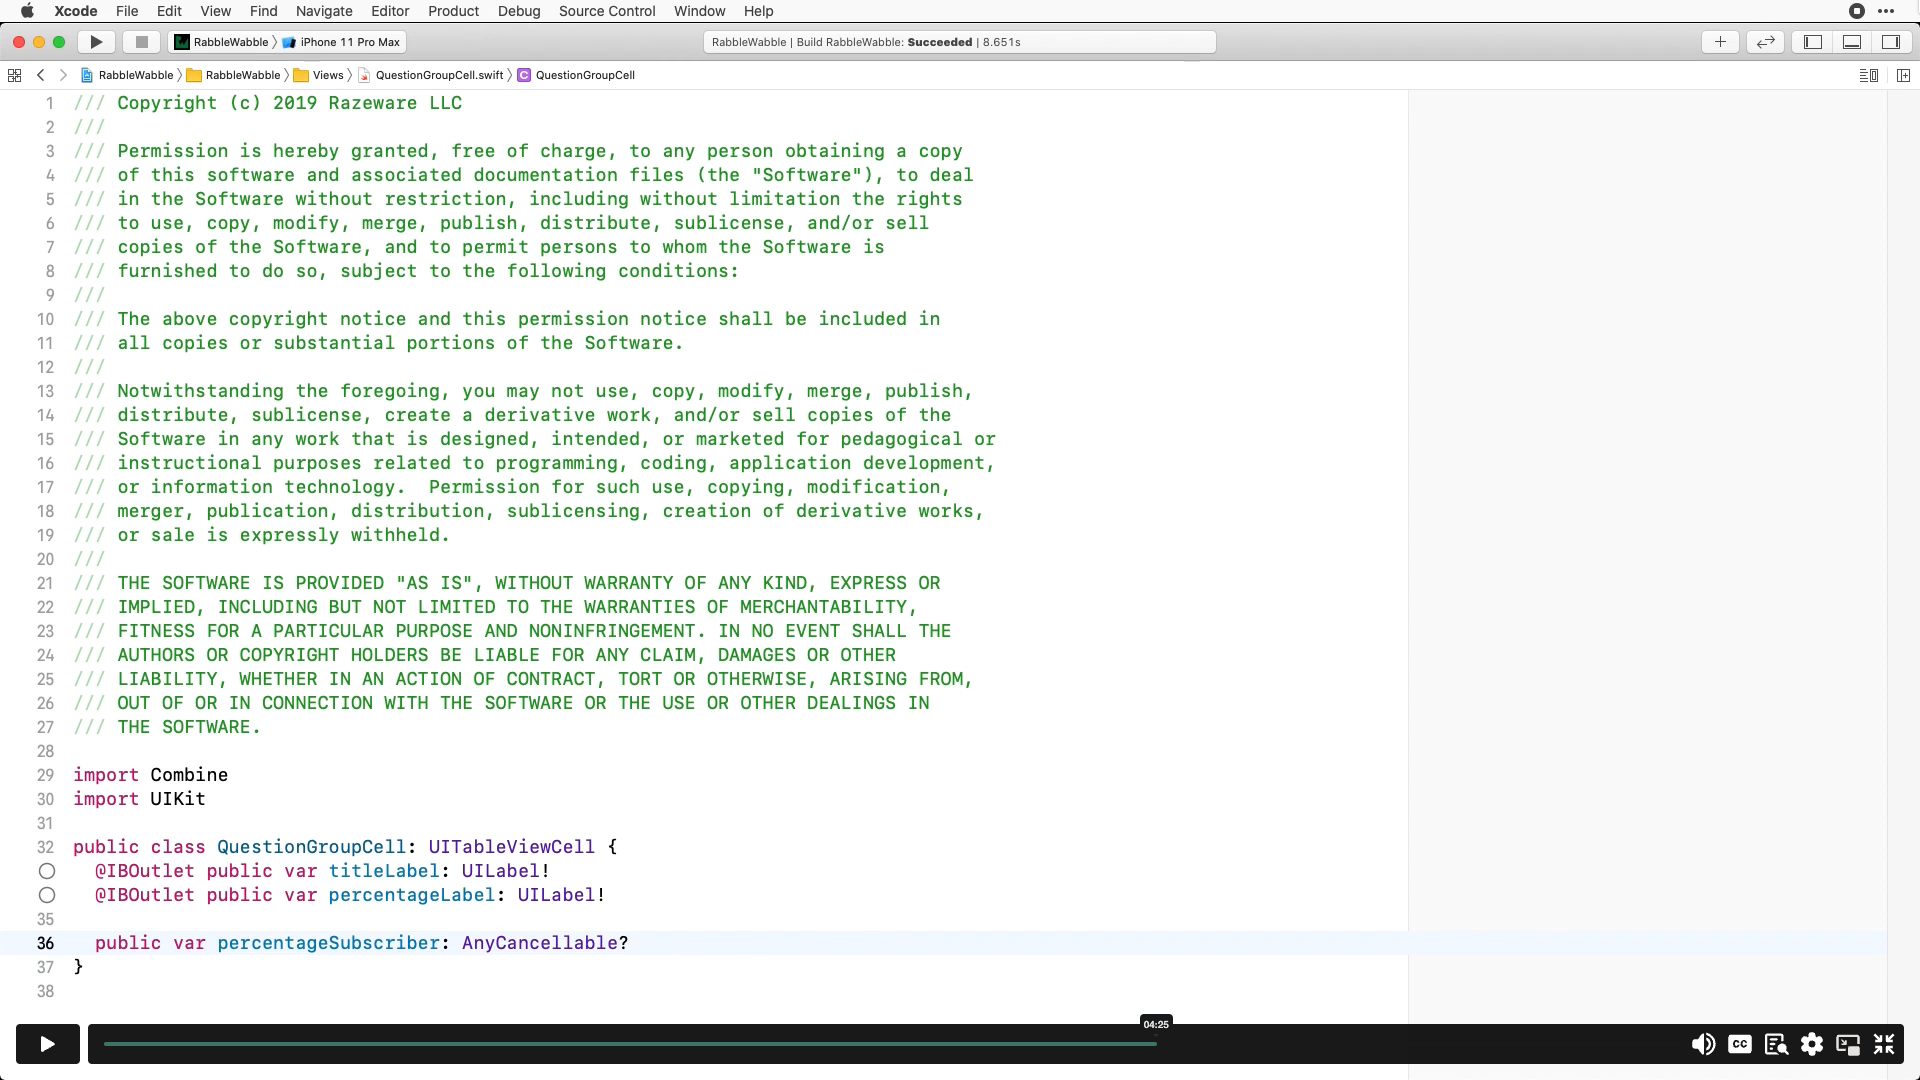 Xcode File Edit View Find Navigate Editor Product Debug Source Control Window Help
RabbleWabble iPhone 11 Pro Max RabbleWabble | Build RabbleWabble: Succeeded | 8.651s
RabbleWabble RabbleWabble Views QuestionGroupCell.swift C QuestionGroupCell
1 /// Copyright (c) 2019 Razeware LLC
2 ///
3 /// Permission is hereby granted, free of charge, to any person obtaining a copy
4 /// of this software and associated documentation files (the "Software"), to deal
5 /// in the Software without restriction, including without limitation the rights
6 /// to use, copy, modify, merge, publish, distribute, sublicense, and/or sell
7 /// copies of the Software, and to permit persons to whom the Software is
8 /// furnished to do so, subject to the following conditions:
9 ///
10 /// The above copyright notice and this permission notice shall be included in
11 /// all copies or substantial portions of the Software.
12 ///
13 /// Notwithstanding the foregoing, you may not use, copy, modify, merge, publish,
14 /// distribute, sublicense, create a derivative work, and/or sell copies of the
15 /// Software in any work that is designed, intended, or marketed for pedagogical or
16 /// instructional purposes related to programming, coding, application development,
17 /// or information technology.  Permission for such use, copying, modification,
18 /// merger, publication, distribution, sublicensing, creation of derivative works,
19 /// or sale is expressly withheld.
20 ///
21 /// THE SOFTWARE IS PROVIDED "AS IS", WITHOUT WARRANTY OF ANY KIND, EXPRESS OR
22 /// IMPLIED, INCLUDING BUT NOT LIMITED TO THE WARRANTIES OF MERCHANTABILITY,
23 /// FITNESS FOR A PARTICULAR PURPOSE AND NONINFRINGEMENT. IN NO EVENT SHALL THE
24 /// AUTHORS OR COPYRIGHT HOLDERS BE LIABLE FOR ANY CLAIM, DAMAGES OR OTHER
25 /// LIABILITY, WHETHER IN AN ACTION OF CONTRACT, TORT OR OTHERWISE, ARISING FROM,
26 /// OUT OF OR IN CONNECTION WITH THE SOFTWARE OR THE USE OR OTHER DEALINGS IN
27 /// THE SOFTWARE.
28
29 import Combine
30 import UIKit
31
32 public class QuestionGroupCell: UITableViewCell {
@IBOutlet public var titleLabel: UILabel!
@IBOutlet public var percentageLabel: UILabel!
35
36 public var percentageSubscriber: AnyCancellable?
37 }
38
04:25
CC